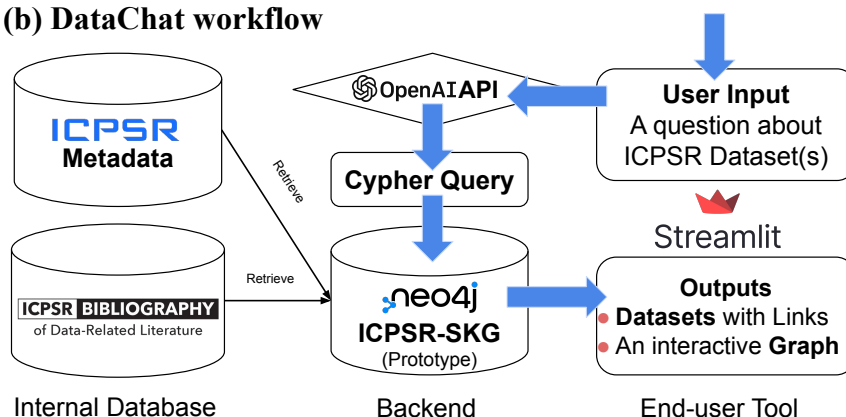 (b) DataChat workflow
ICPSR
Metadata
Retrieve
ICPSR BIBLIOGRAPHY
of Data-Related Literature
Retrieve
Internal Database
OpenAI API
Cypher Query
neo4j
ICPSR-SKG
(Prototype)
Backend
User Input
A question about
ICPSR Dataset(s)
Streamlit
Outputs
• Datasets with Links
• An interactive Graph
End-user Tool